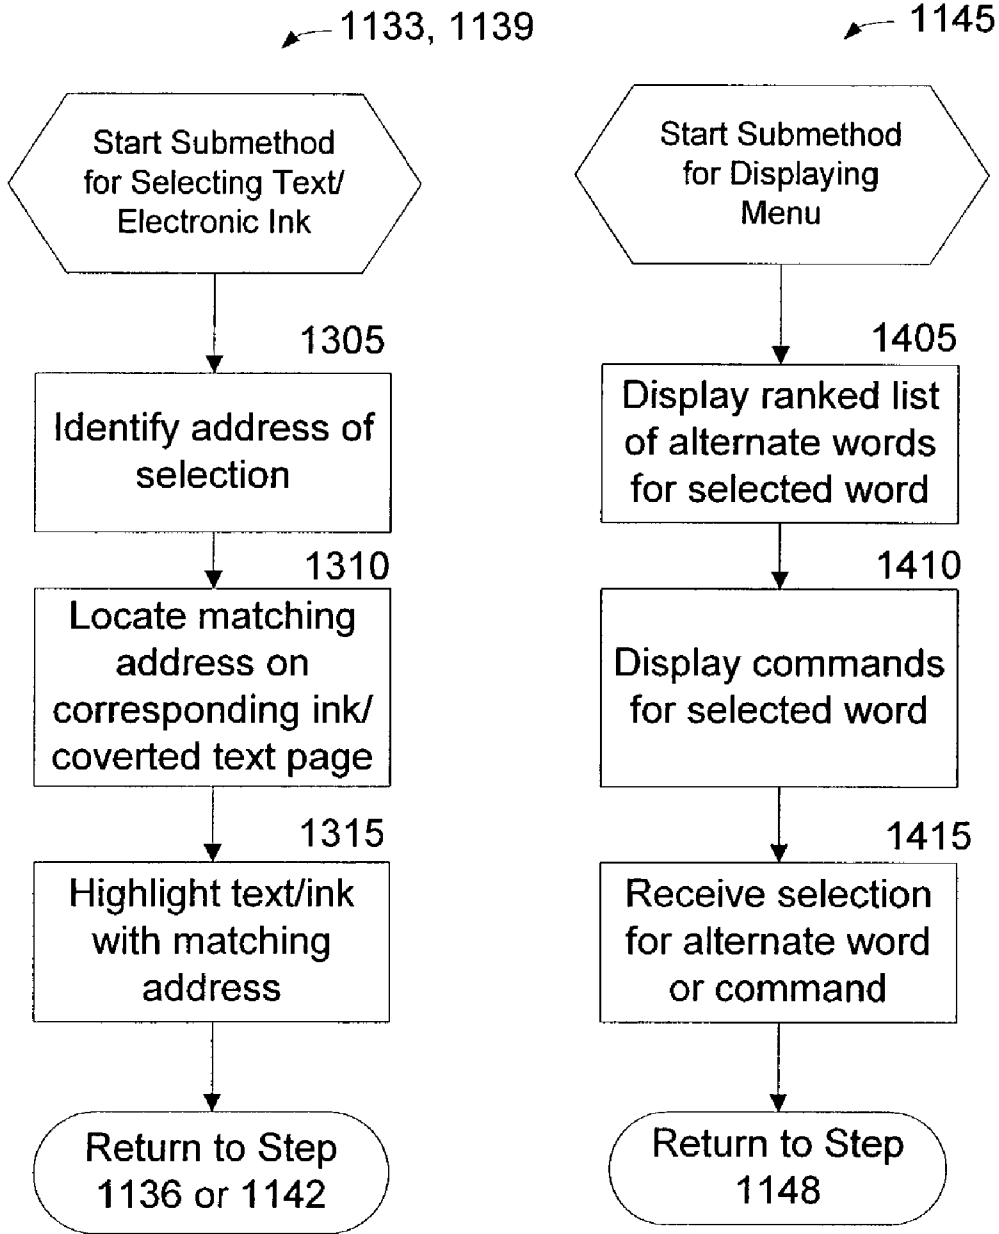 1133, 1139
Start Submethod
for Selecting Text/
Electronic Ink
1305
Identify address of
selection
1310
Locate matching
address on
corresponding ink/
coverted text page
1315
Highlight text/ink
with matching
address
Return to Step
1136 or 1142
1145
Start Submethod
for Displaying
Menu
1405
Display ranked list
of alternate words
for selected word
1410
Display commands
for selected word
1415
Receive selection
for alternate word
or command
Return to Step
1148